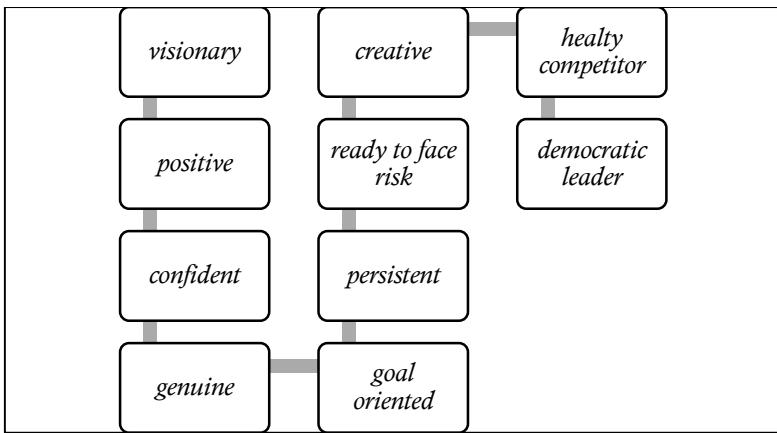 visionary
positive
confident
genuine
goal
oriented
persistent
ready to face
risk
creative
healty
competitor
democratic
leader